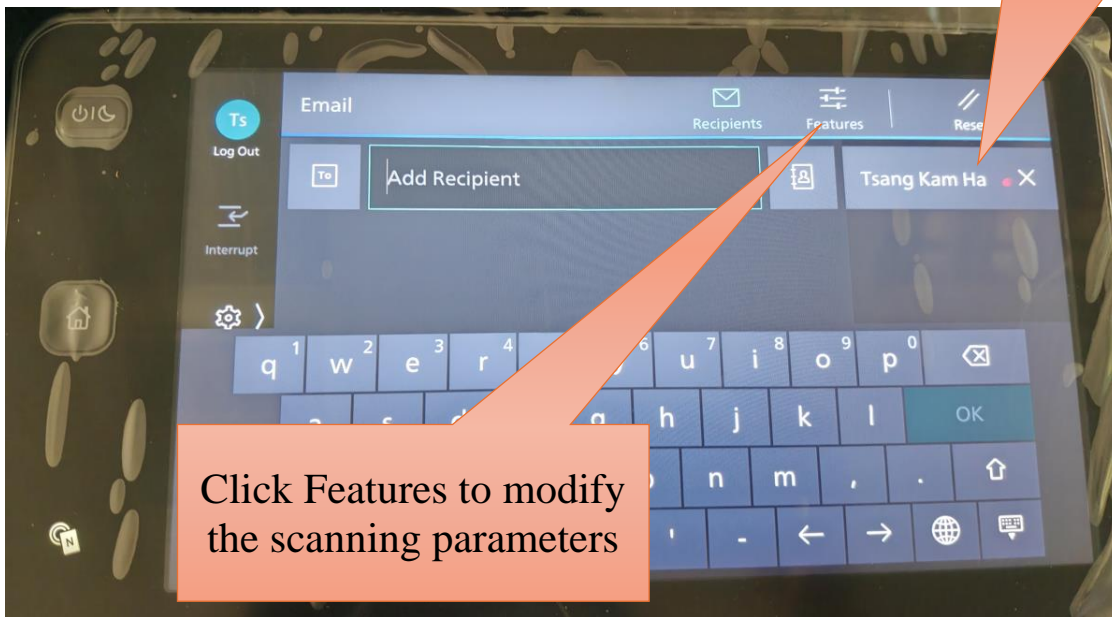 Email
Recipients
Features
Ts
Log Out
To
Add Recipient
Tsang Kam Ha
Interrupt
q 1 w 2 e 3 r 4 6 u 7 i 8 o 9 p 0
h j k l OK
n m , .
' -
N
Click Features to modify
the scanning parameters